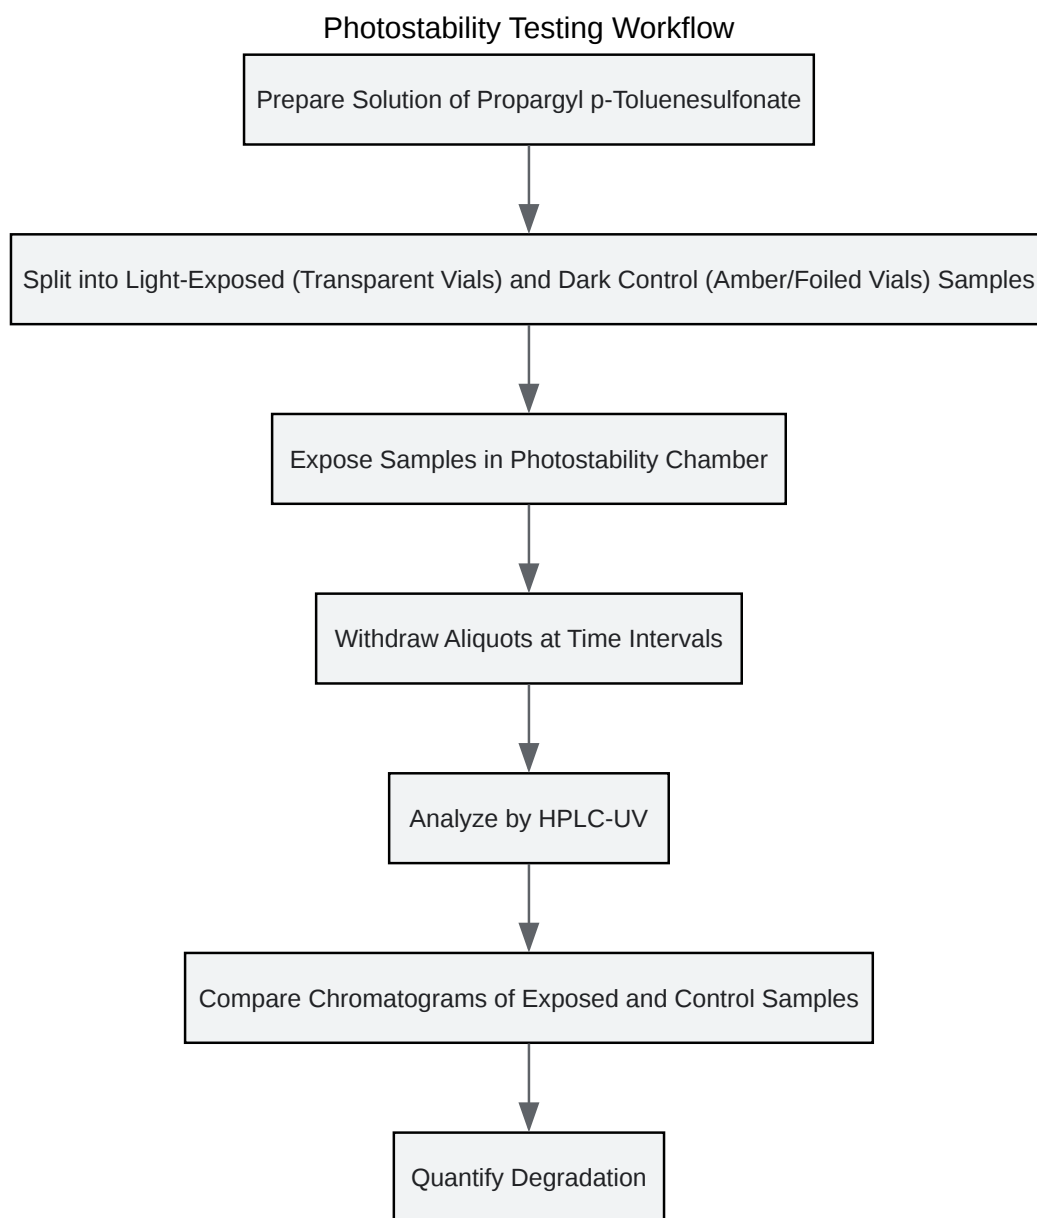 Photostability Testing Workflow
Prepare Solution of Propargyl p-Toluenesulfonate
Split into Light-Exposed (Transparent Vials) and Dark Control (Amber/Foiled Vials) Samples
Expose Samples in Photostability Chamber
Withdraw Aliquots at Time Intervals
Analyze by HPLC-UV
Compare Chromatograms of Exposed and Control Samples
Quantify Degradation